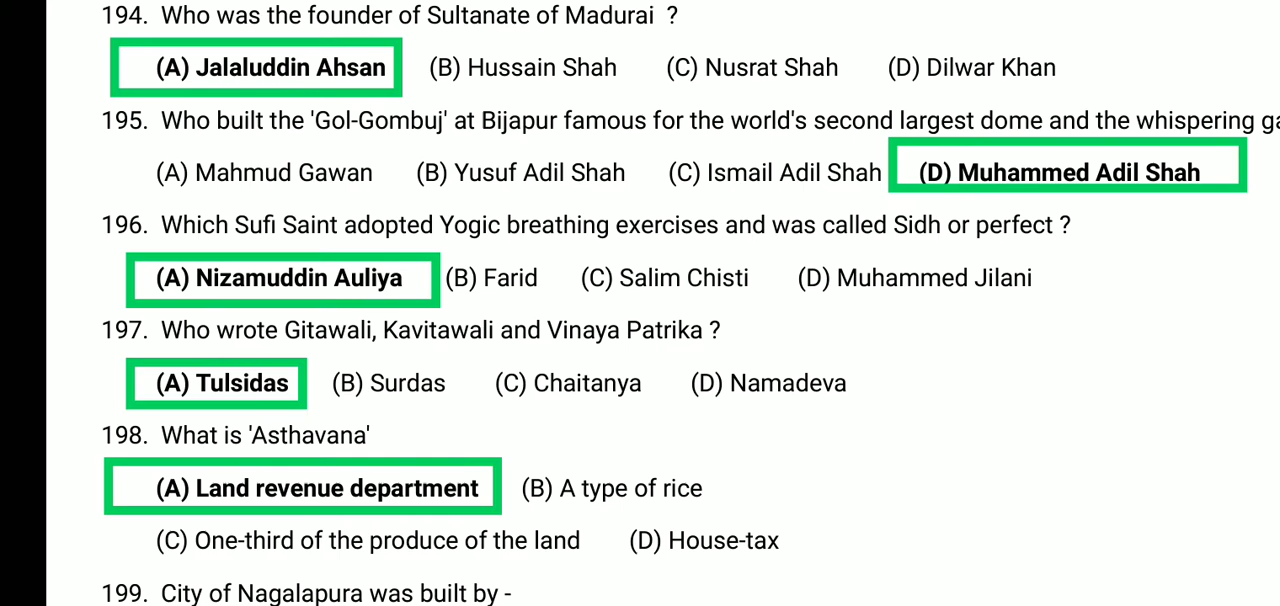 194. Who was the founder of Sultanate of Madurai ?
(A) Jalaluddin Ahsan (B) Hussain Shah (C) Nusrat Shah (D) Dilwar Khan
195. Who built the 'Gol-Gombuj' at Bijapur famous for the world's second largest dome and the whispering
(A) Mahmud Gawan (B) Yusuf Adil Shah (C) Ismail Adil Shah (D) Muhammed Adil Shah
196. Which Sufi Saint adopted Yogic breathing exercises and was called Sidh or perfect ?
(A) Nizamuddin Auliya (B) Farid (C) Salim Chisti (D) Muhammed Jilani
197. Who wrote Gitawali, Kavitawali and Vinaya Patrika ?
(A) Tulsidas (B) Surdas (C) Chaitanya (D) Namadeva
198. What is 'Asthavana'
(A) Land revenue department (B) A type of rice
(C) One-third of the produce of the land (D) House-tax
199. City of Nagalapura was built by -